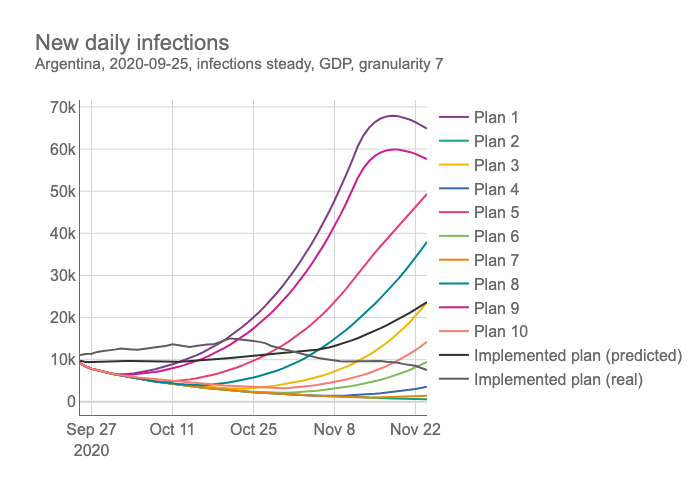 New daily infections
Argentina, 2020-09-25, infections steady, GDP, granularity 7
70k
60k
50k
40k
30k
20k
10k
0
Sep 27
2020
Oct 11
Oct 25
Nov 8
Nov 22
Plan 1
Plan 2
Plan 3
Plan 4
Plan 5
Plan 6
Plan 7
Plan 8
Plan 9
Plan 10
Implemented plan (predicted)
Implemented plan (real)